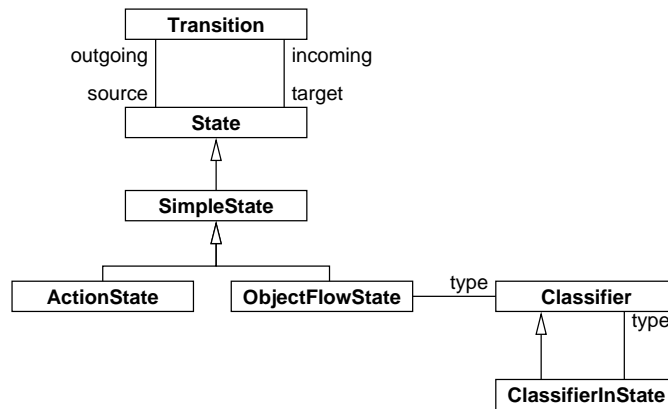 Transition
outgoing incoming
source target
State
SimpleState
ActionState ObjectFlowState type Classifier
type
ClassifierInState